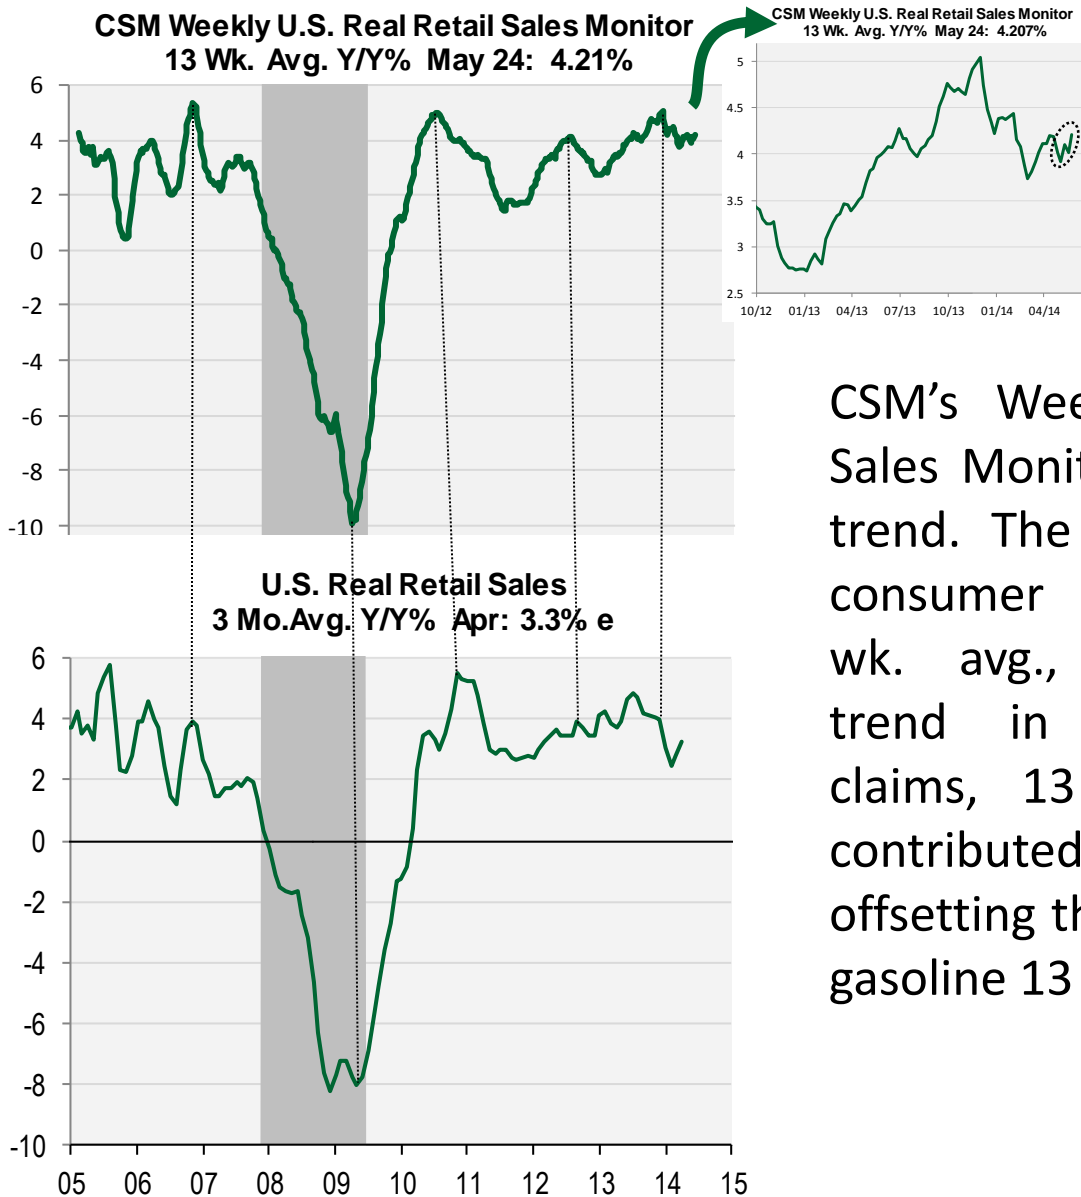 CSM Weekly U.S. Real Retail Sales Monitor
13 Wk. Avg. Y/Y% May 24: 4.21%
6
4
2
0
-2
-4
-6
-8
-10
CSM Weekly U.S. Real Retail Sales Monitor
13 Wk. Avg. Y/Y% May 24: 4.207%
5
4.5
4
3.5
3
2.5
10/12 01/13 04/13 07/13 10/13 01/14 04/14
U.S. Real Retail Sales
3 Mo.Avg. Y/Y% Apr: 3.3% e
6
4
2
0
-2
-4
-6
-8
-10
05 06 07 08 09 10 11 12 13 14 15
CSM’s
Sales
trend. The
consumer
wk. avg.,
trend in
claims, 13
contributed
offsetting
gasoline 13